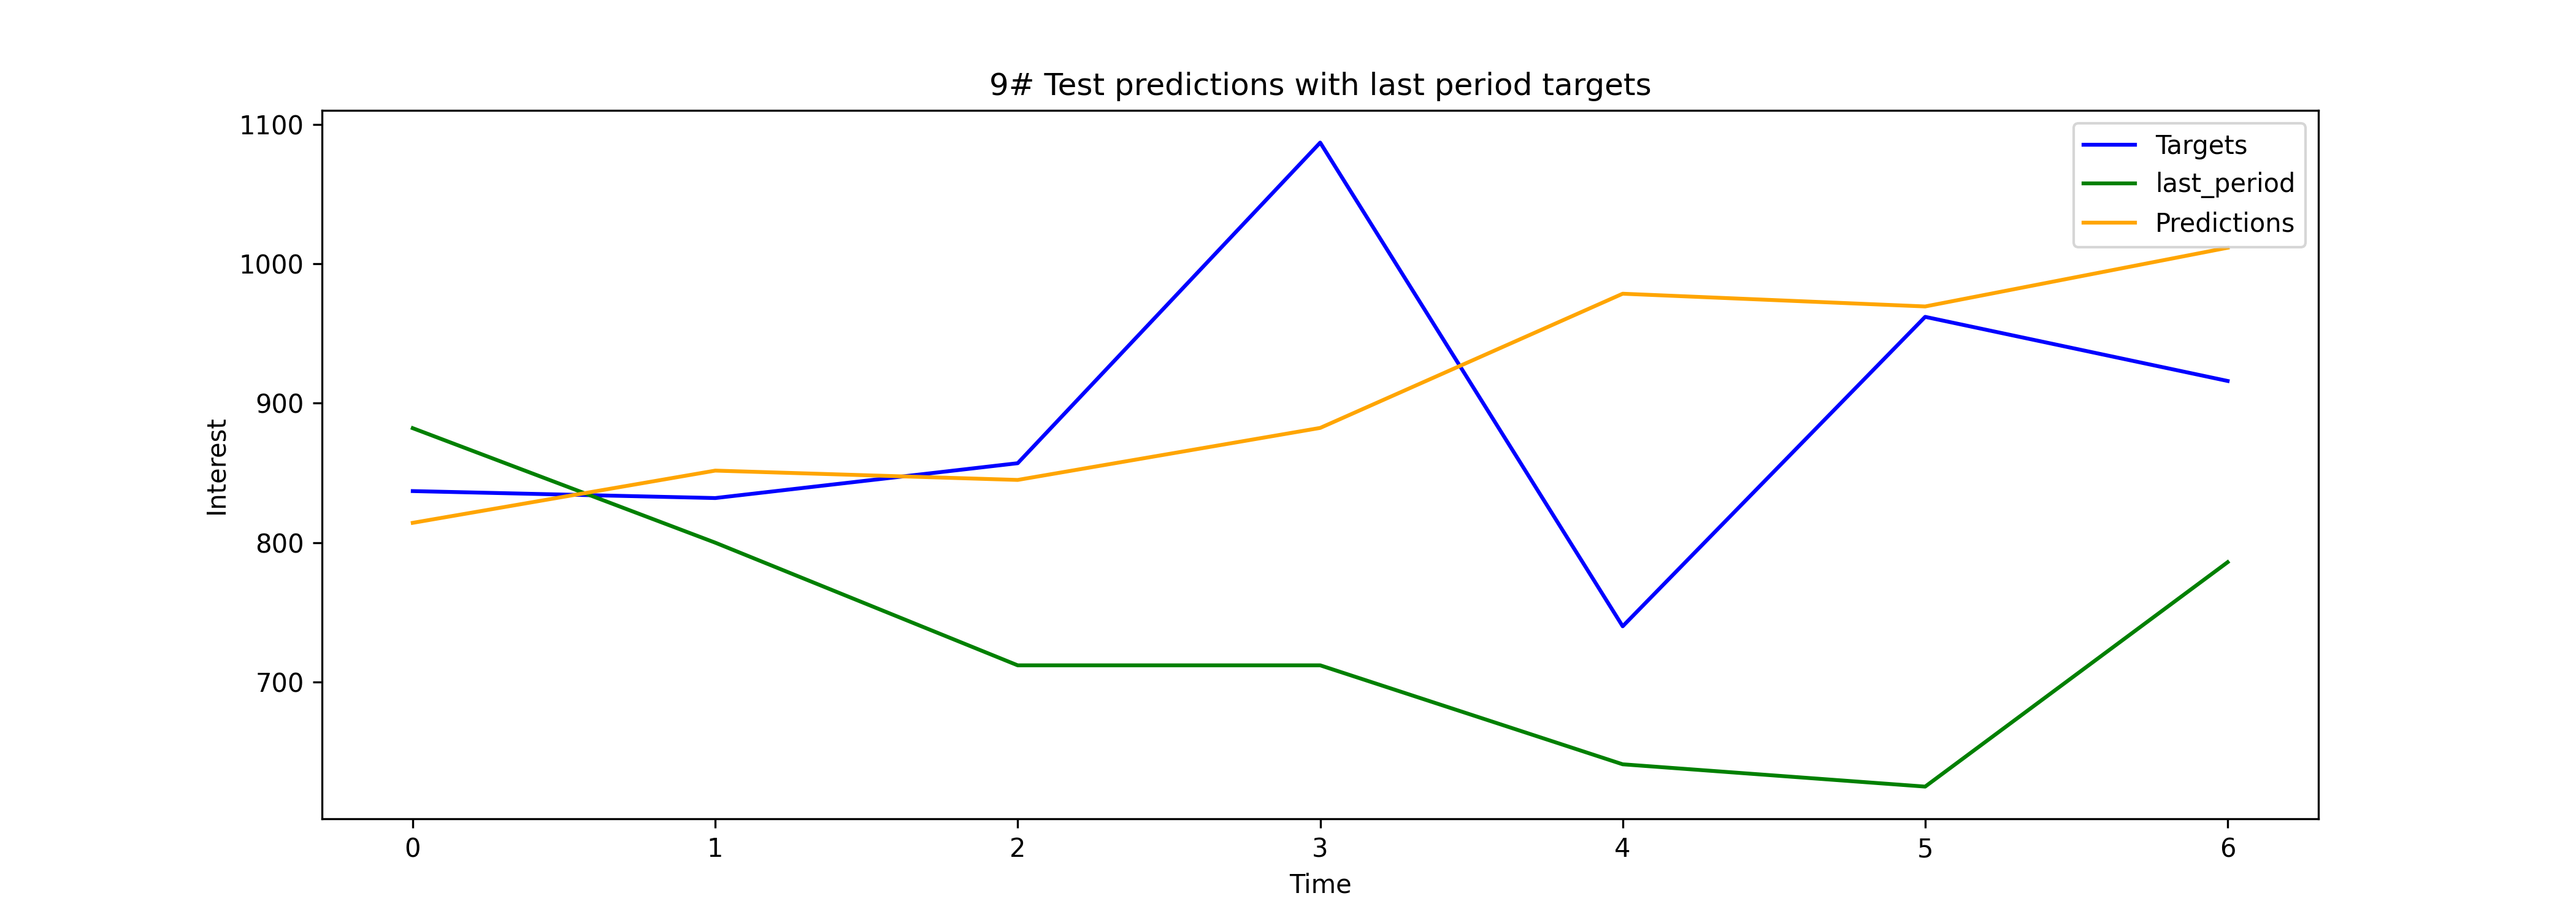 9# Test predictions with last period targets
1100
1000
900
800
700
Interest
Targets
last_period
Predictions
0 1 2 3 4 5 6
Time